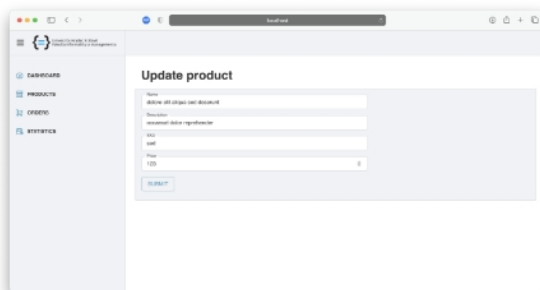 localhost
DASHBOARD
PRODUCTS
ORDERS
STATISTICS
Update product
Name
dolore elit aliqua sed deserunt
Description
occaecat dolor reprehenderit
SKU
sunt
Price
123
SUBMIT